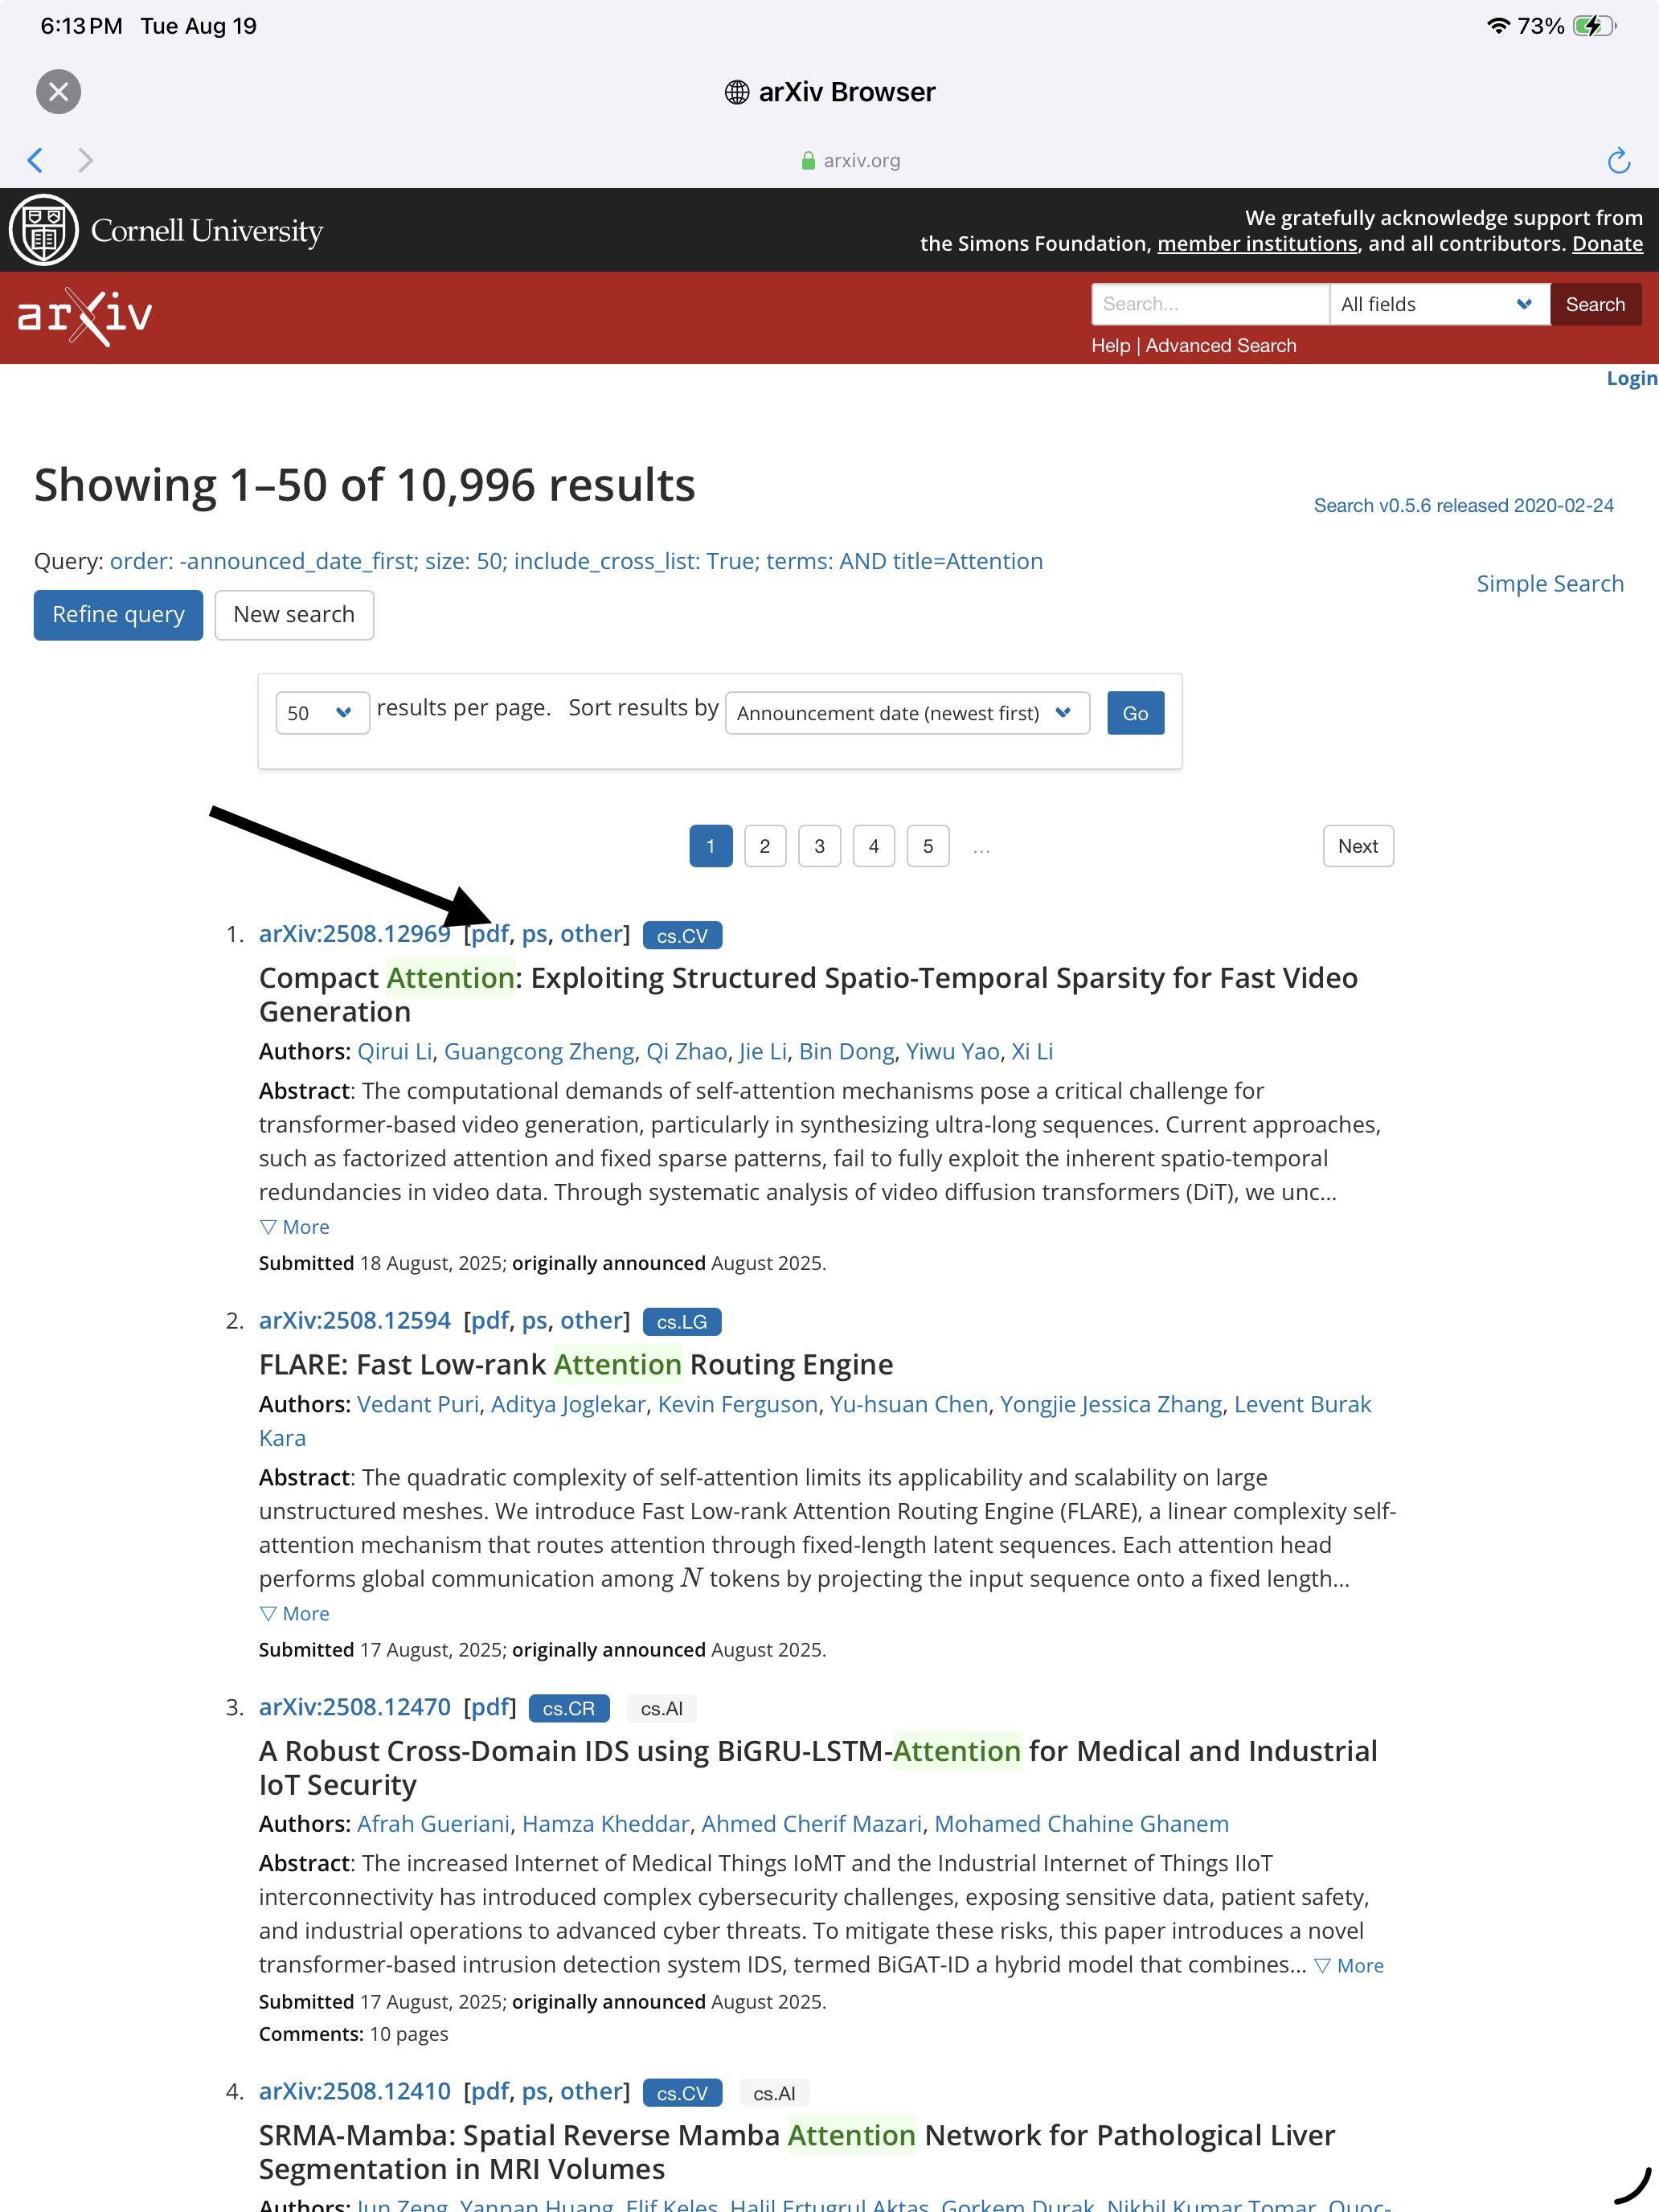 6:13 PM Tue Aug 19
73%
arXiv Browser
arxiv.org
Cornell University
We gratefully acknowledge support from
the Simons Foundation, member institutions, and all contributors. Donate
arXiv
Search...
All fields
Search
Help | Advanced Search
Login
Showing 1–50 of 10,996 results
Search v0.5.6 released 2020-02-24
Query: order: -announced_date_first; size: 50; include_cross_list: True; terms: AND title=Attention
Simple Search
Refine query
New search
50 results per page. Sort results by Announcement date (newest first) Go
1 2 3 4 5 ... Next
1. arXiv:2508.12969 [pdf, ps, other] cs.CV
Compact Attention: Exploiting Structured Spatio-Temporal Sparsity for Fast Video
Generation
Authors: Qirui Li, Guangcong Zheng, Qi Zhao, Jie Li, Bin Dong, Yiwu Yao, Xi Li
Abstract: The computational demands of self-attention mechanisms pose a critical challenge for
transformer-based video generation, particularly in synthesizing ultra-long sequences. Current approaches,
such as factorized attention and fixed sparse patterns, fail to fully exploit the inherent spatio-temporal
redundancies in video data. Through systematic analysis of video diffusion transformers (DiT), we unc...
▽ More
Submitted 18 August, 2025; originally announced August 2025.
2. arXiv:2508.12594 [pdf, ps, other] cs.LG
FLARE: Fast Low-rank Attention Routing Engine
Authors: Vedant Puri, Aditya Joglekar, Kevin Ferguson, Yu-hsuan Chen, Yongjie Jessica Zhang, Levent Burak
Kara
Abstract: The quadratic complexity of self-attention limits its applicability and scalability on large
unstructured meshes. We introduce Fast Low-rank Attention Routing Engine (FLARE), a linear complexity self-
attention mechanism that routes attention through fixed-length latent sequences. Each attention head
performs global communication among N tokens by projecting the input sequence onto a fixed length...
▽ More
Submitted 17 August, 2025; originally announced August 2025.
3. arXiv:2508.12470 [pdf] cs.CR cs.AI
A Robust Cross-Domain IDS using BiGRU-LSTM-Attention for Medical and Industrial
IoT Security
Authors: Afrah Gueriani, Hamza Kheddar, Ahmed Cherif Mazari, Mohamed Chahine Ghanem
Abstract: The increased Internet of Medical Things IoMT and the Industrial Internet of Things IIoT
interconnectivity has introduced complex cybersecurity challenges, exposing sensitive data, patient safety,
and industrial operations to advanced cyber threats. To mitigate these risks, this paper introduces a novel
transformer-based intrusion detection system IDS, termed BiGAT-ID a hybrid model that combines... ▽ More
Submitted 17 August, 2025; originally announced August 2025.
Comments: 10 pages
4. arXiv:2508.12410 [pdf, ps, other] cs.CV cs.AI
SRMA-Mamba: Spatial Reverse Mamba Attention Network for Pathological Liver
Segmentation in MRI Volumes
Authors: Jun Zeng, Yannan Huang, Elif Keles, Halil Ertugrul Aktas, Gorkem Durak, Nikhil Kumar Tomar, Quoc-